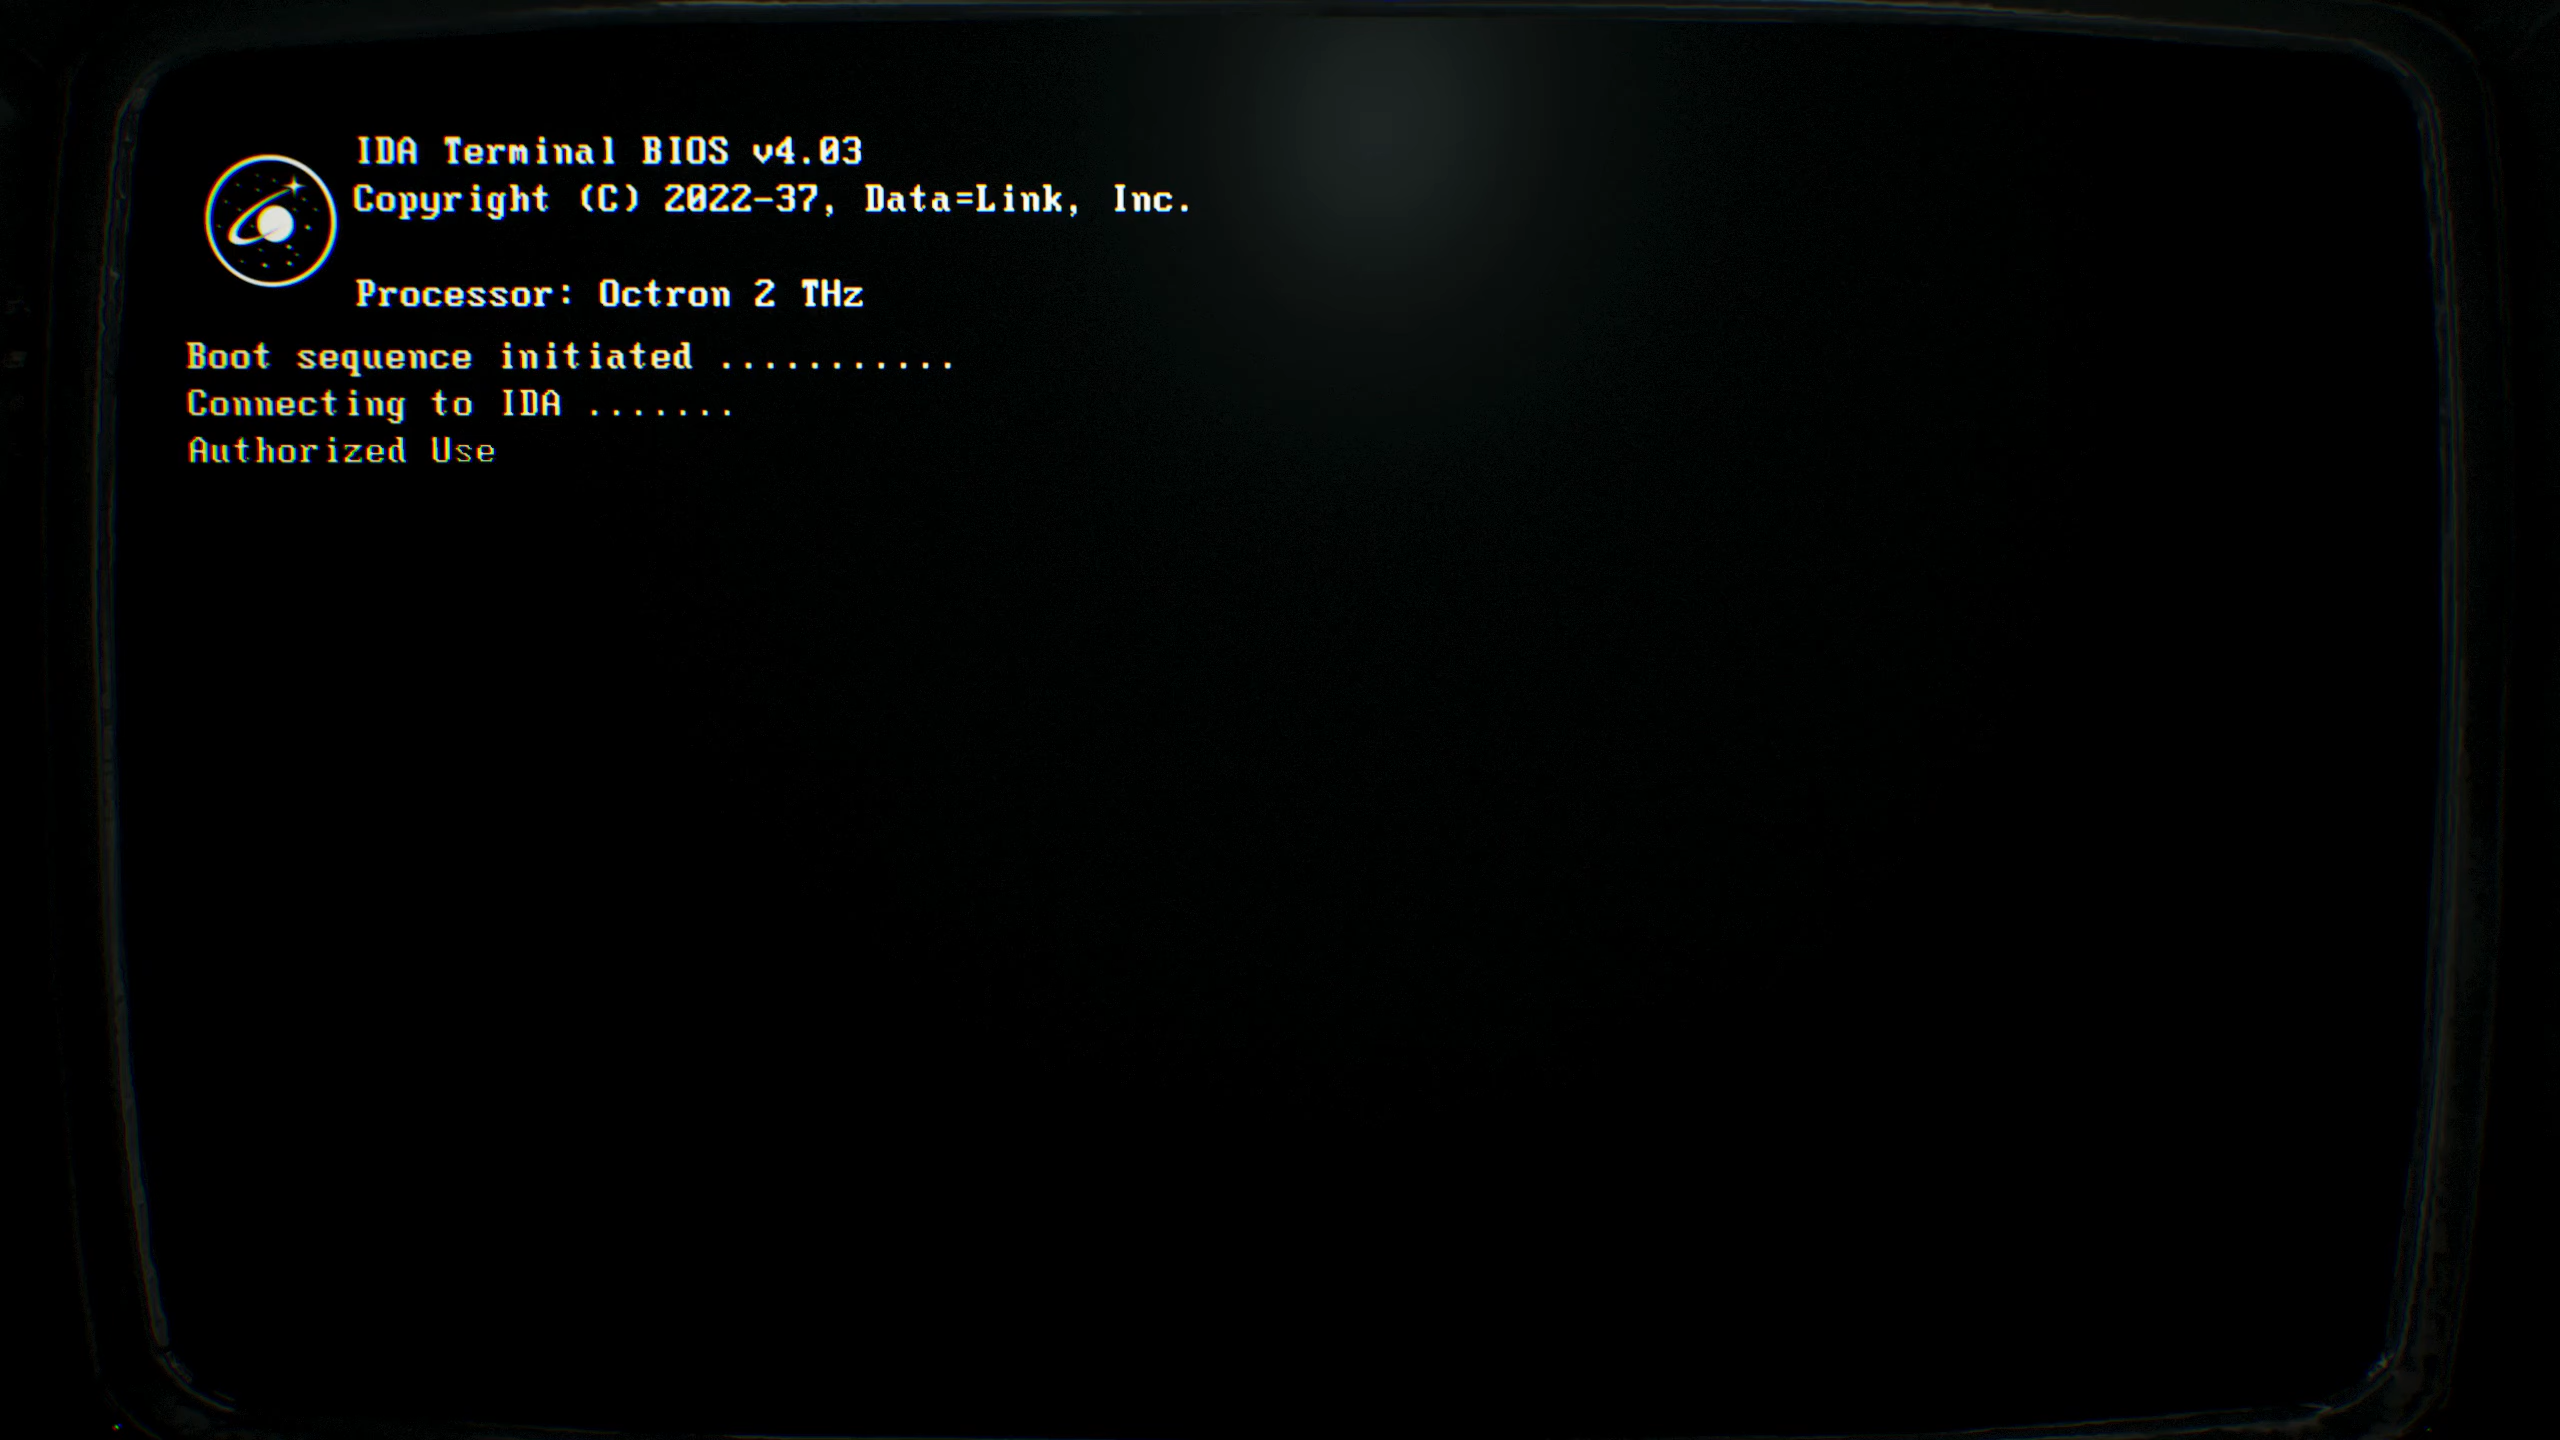 IDA Terminal BIOS v4.03
Copyright (C) 2022-37, Data=Link, Inc.
Processor: Octron 2 THz
Boot sequence initiated ...........
Connecting to IDA .......
Authorized Use